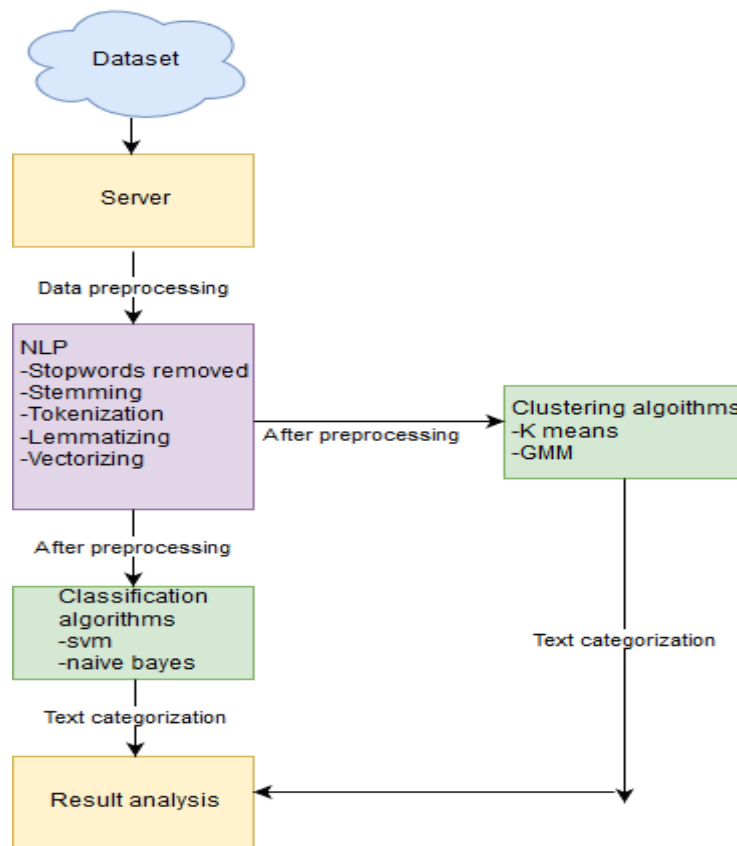 Dataset
Server
Data preprocessing
NLP
-Stopwords removed
-Stemming
-Tokenization
-Lemmatizing
-Vectorizing
After preprocessing
Clustering algoithms
-K means
-GMM
After preprocessing
Classification
algorithms
-svm
-naive bayes
Text categorization
Text categorization
Result analysis